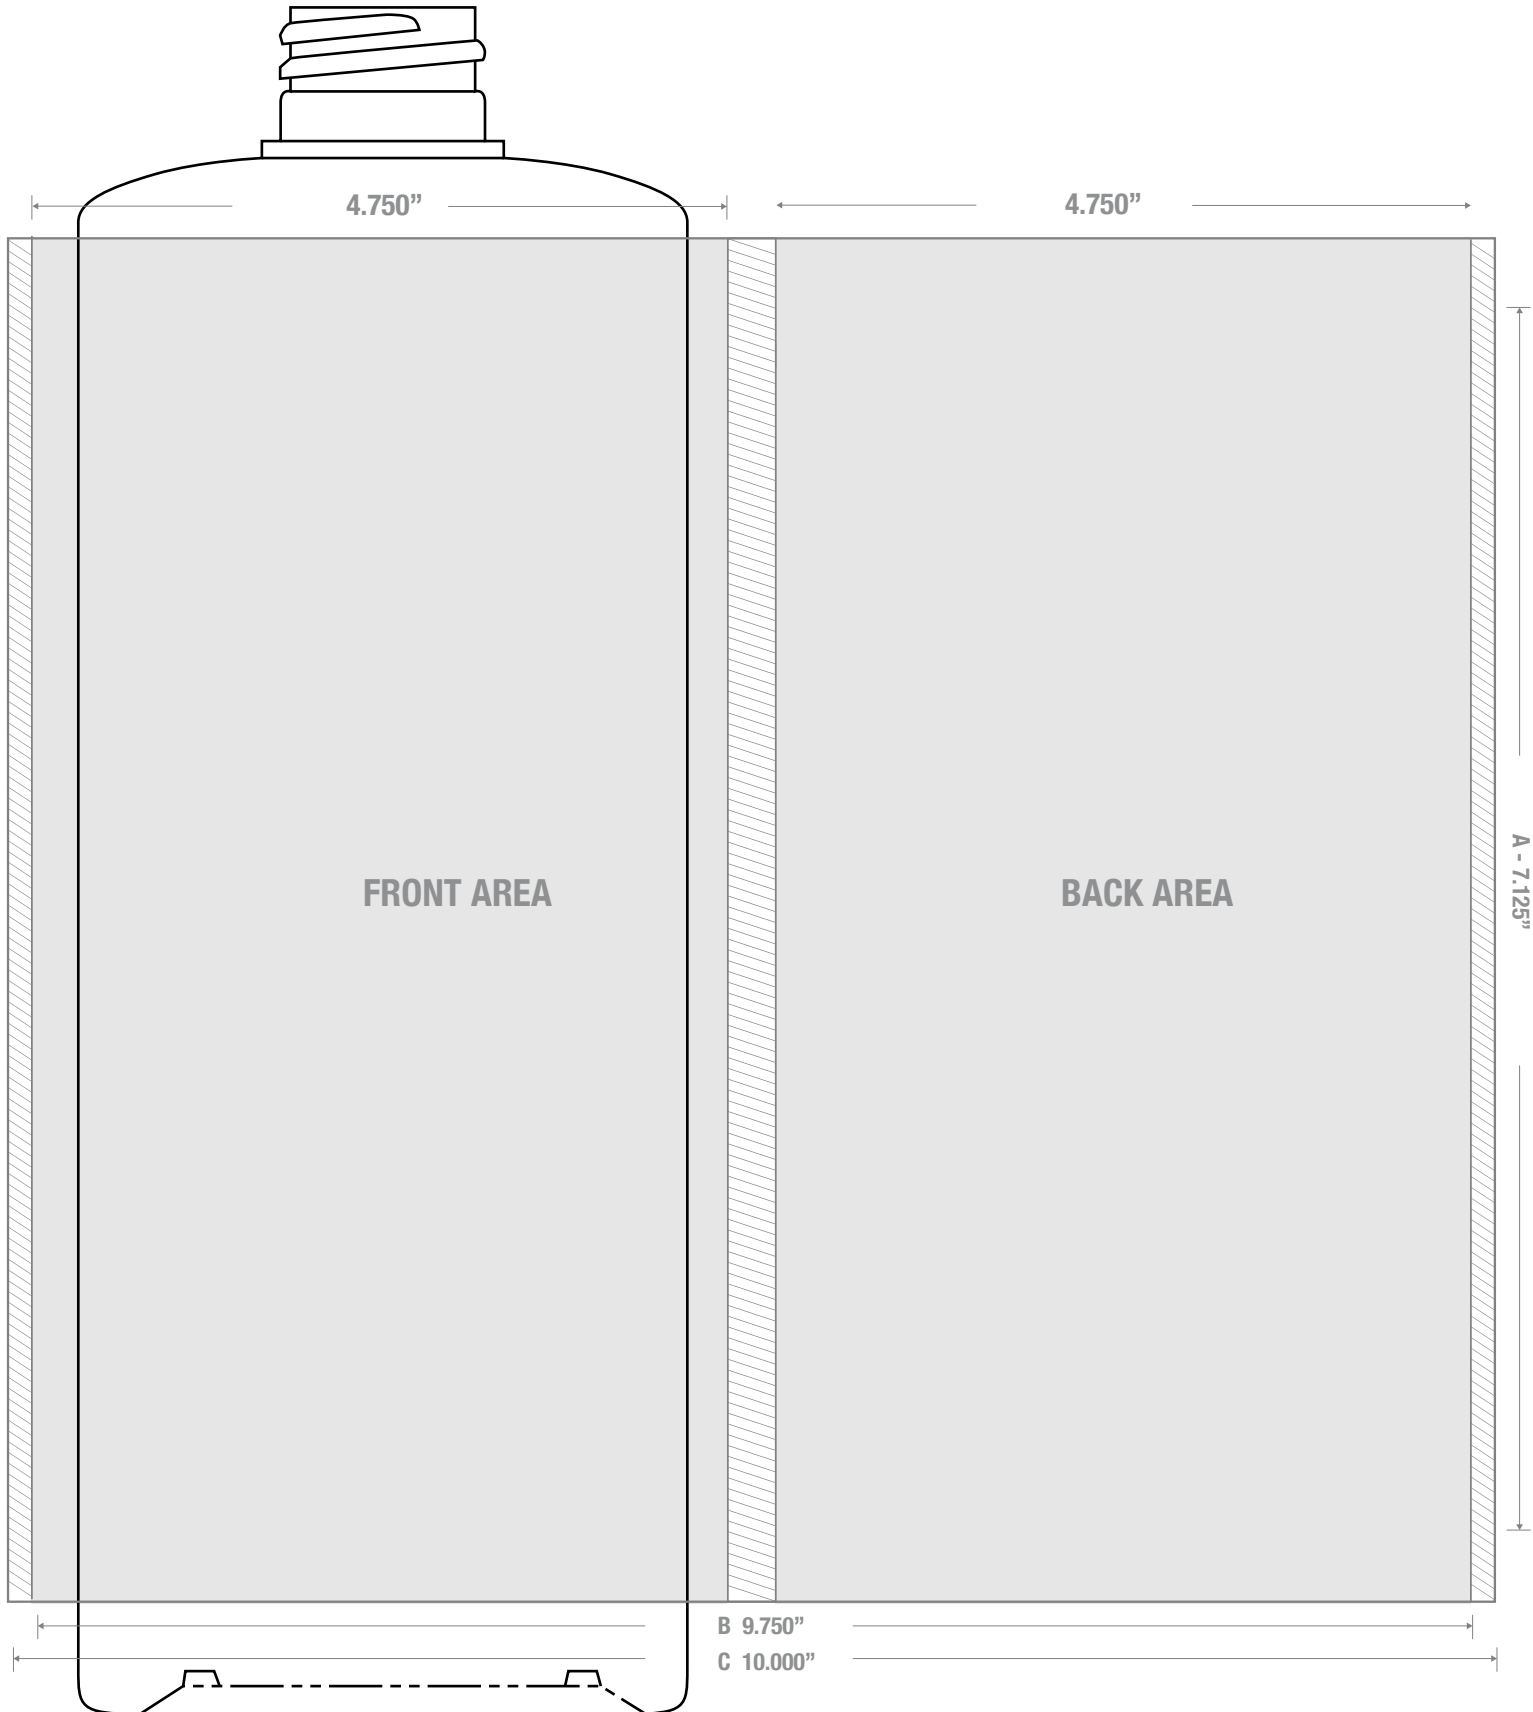 4.750”
4.750”
FRONT AREA
BACK AREA
A - 7.125”
B 9.750”
C 10.000”